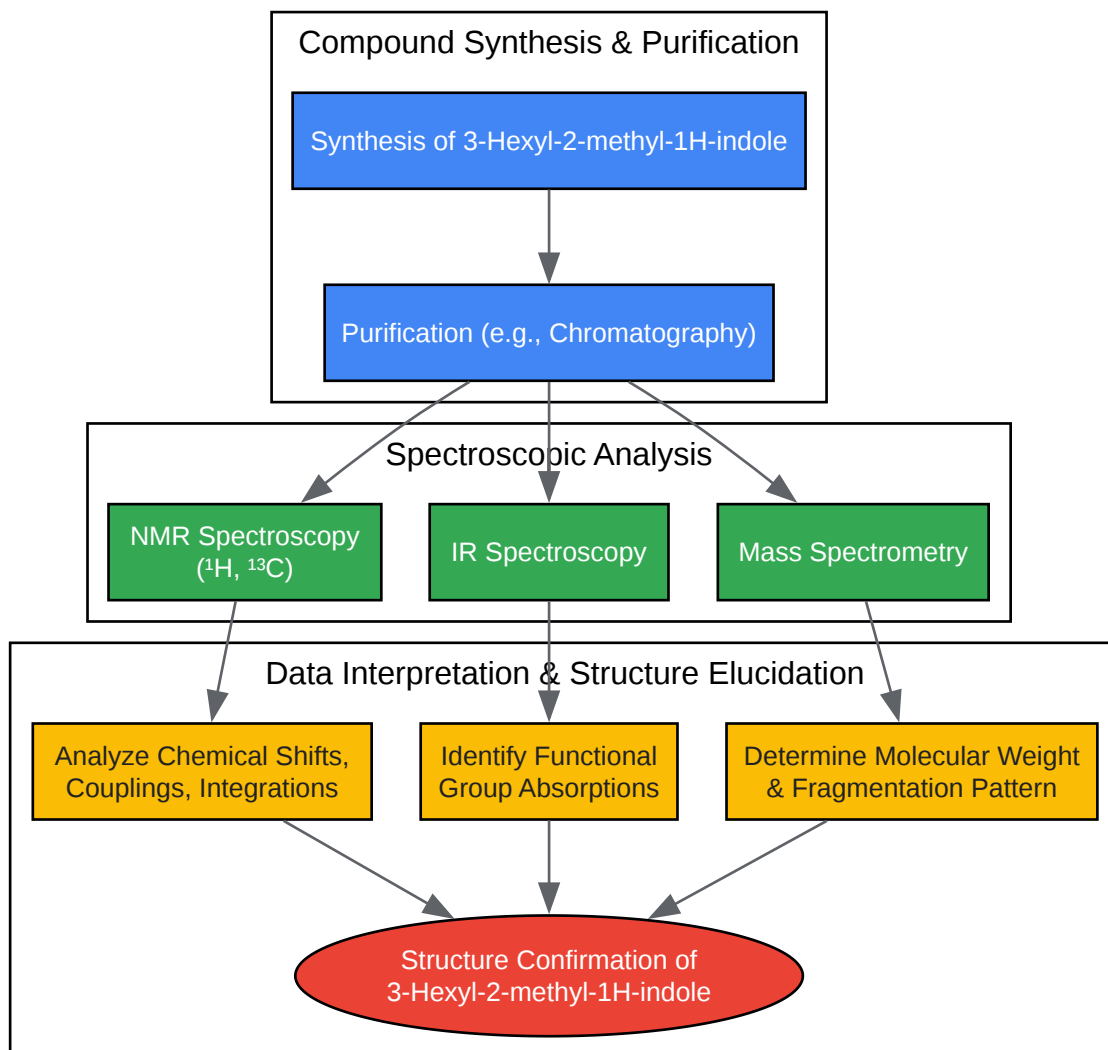 Compound Synthesis & Purification
Synthesis of 3-Hexyl-2-methyl-1H-indole
Purification (e.g., Chromatography)
Spectroscopic Analysis
NMR Spectroscopy
(¹H, ¹³C)
IR Spectroscopy
Mass Spectrometry
Data Interpretation & Structure Elucidation
Analyze Chemical Shifts,
Couplings, Integrations
Identify Functional
Group Absorptions
Determine Molecular Weight
& Fragmentation Pattern
Structure Confirmation of
3-Hexyl-2-methyl-1H-indole